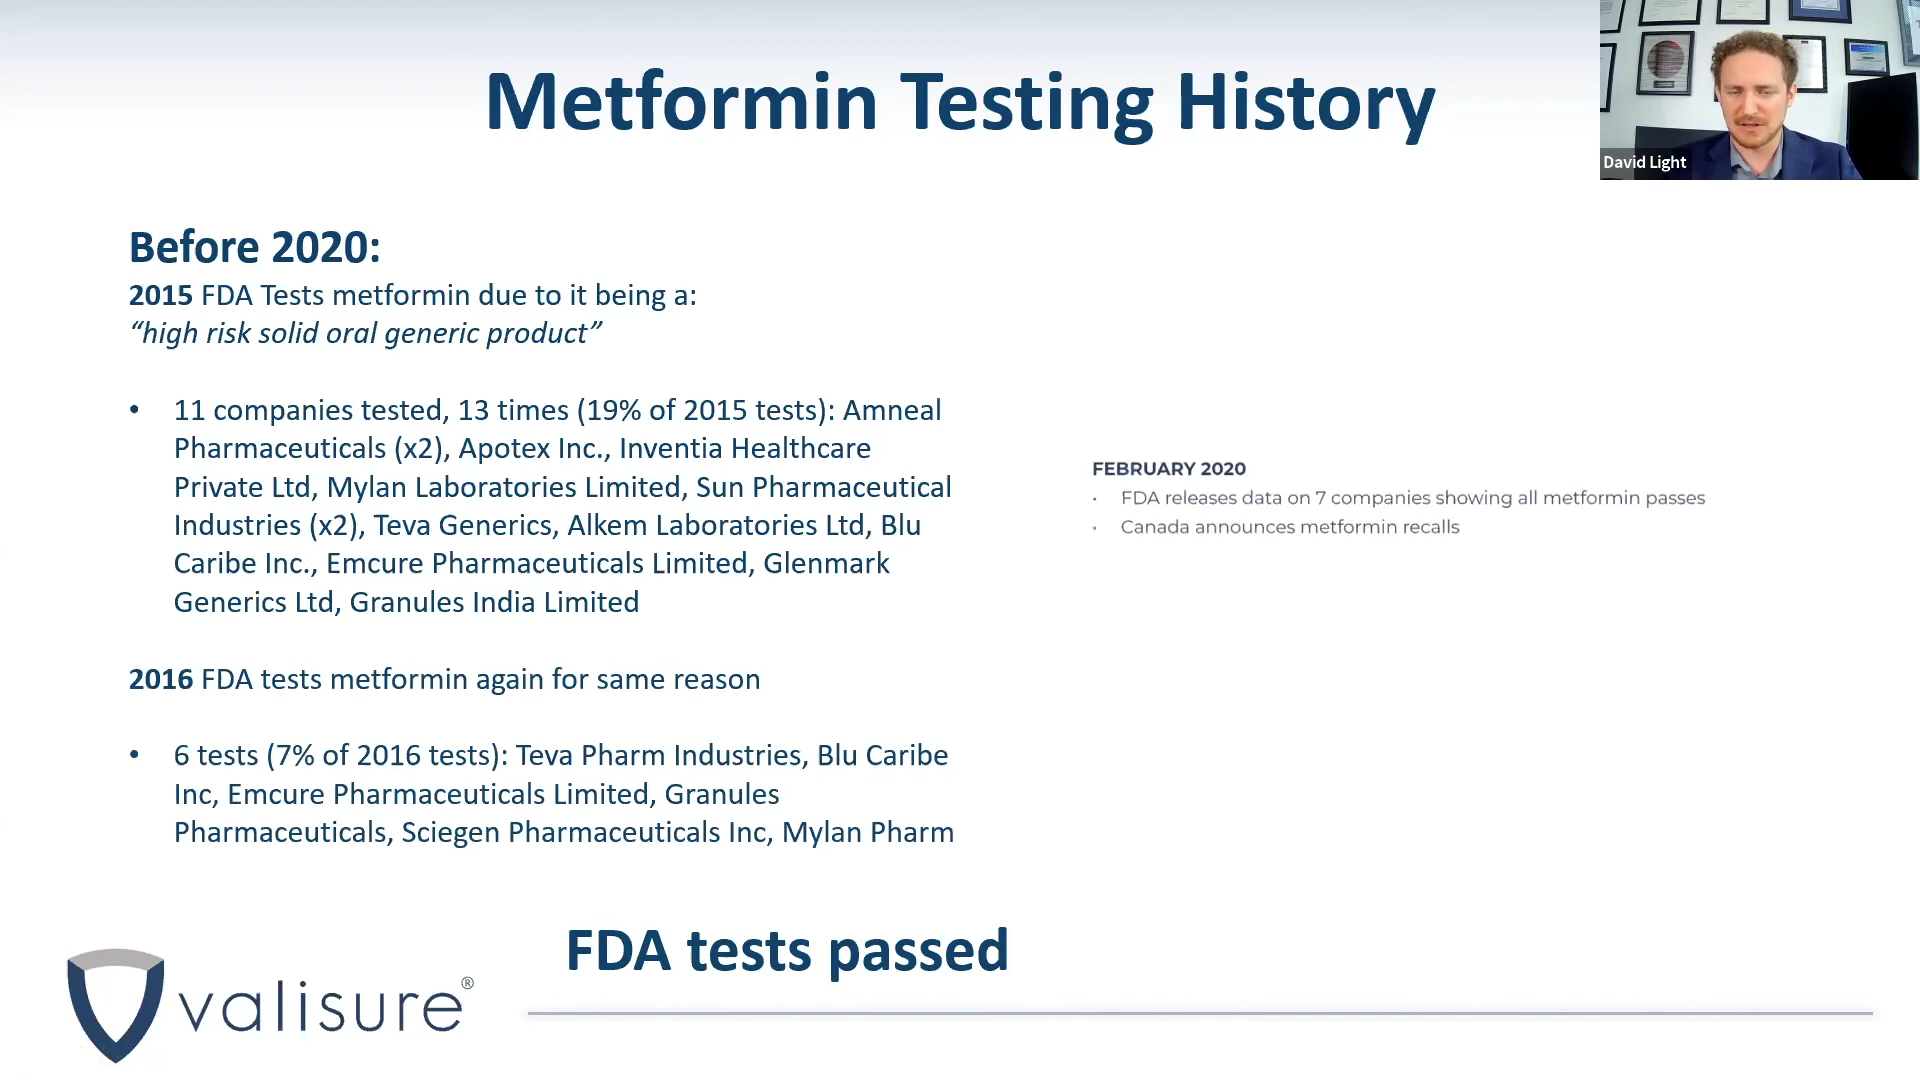 Metformin Testing History
David Light
Before 2020:
2015 FDA Tests metformin due to it being a:
“high risk solid oral generic product”
• 11 companies tested, 13 times (19% of 2015 tests): Amneal
Pharmaceuticals (x2), Apotex Inc., Inventia Healthcare
Private Ltd, Mylan Laboratories Limited, Sun Pharmaceutical
Industries (x2), Teva Generics, Alkem Laboratories Ltd, Blu
Caribe Inc., Emcure Pharmaceuticals Limited, Glenmark
Generics Ltd, Granules India Limited
2016 FDA tests metformin again for same reason
• 6 tests (7% of 2016 tests): Teva Pharm Industries, Blu Caribe
Inc, Emcure Pharmaceuticals Limited, Granules
Pharmaceuticals, Sciegen Pharmaceuticals Inc, Mylan Pharm
FEBRUARY 2020
• FDA releases data on 7 companies showing all metformin passes
• Canada announces metformin recalls
FDA tests passed
valisure®